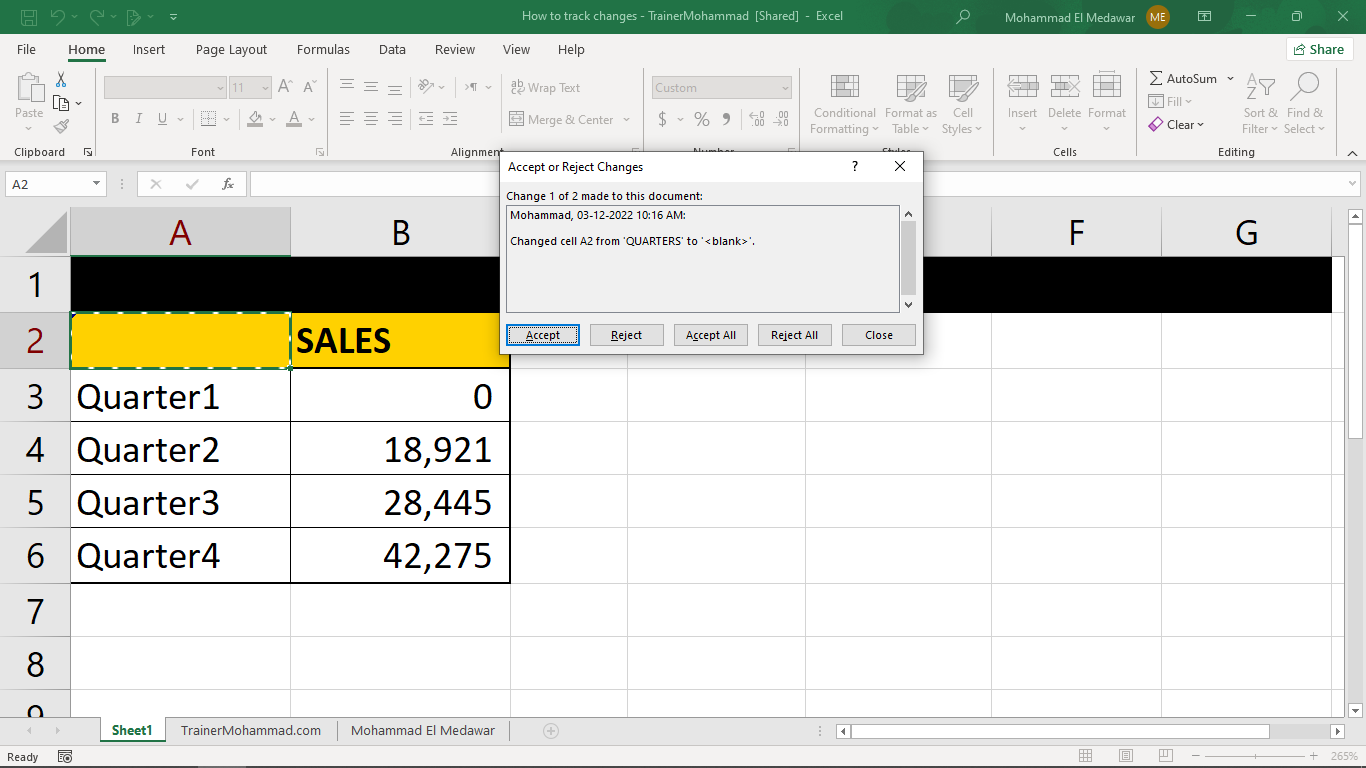 How to track changes - TrainerMohammad [Shared] - Excel
Mohammad El Medawar ME
File Home Insert Page Layout Formulas Data Review View Help
Share
Paste
Clipboard
11
A A
B I U
A
Font
ab Wrap Text
Merge & Center
Alignment
Custom
$ % 9
Number
Conditional Formatting
Format as Table
Cell Styles
Styles
Insert Delete Format
Cells
AutoSum
Fill
Clear
Sort & Filter
Find & Select
Editing
A2
fx
Accept or Reject Changes ?
Change 1 of 2 made to this document:
Mohammad, 03-12-2022 10:16 AM:
Changed cell A2 from 'QUARTERS' to '<blank>'.
Accept Reject Accept All Reject All Close
A B F G
1
2 SALES
3 Quarter1 0
4 Quarter2 18,921
5 Quarter3 28,445
6 Quarter4 42,275
7
8
9
Sheet1 TrainerMohammad.com Mohammad El Medawar
Ready
265%